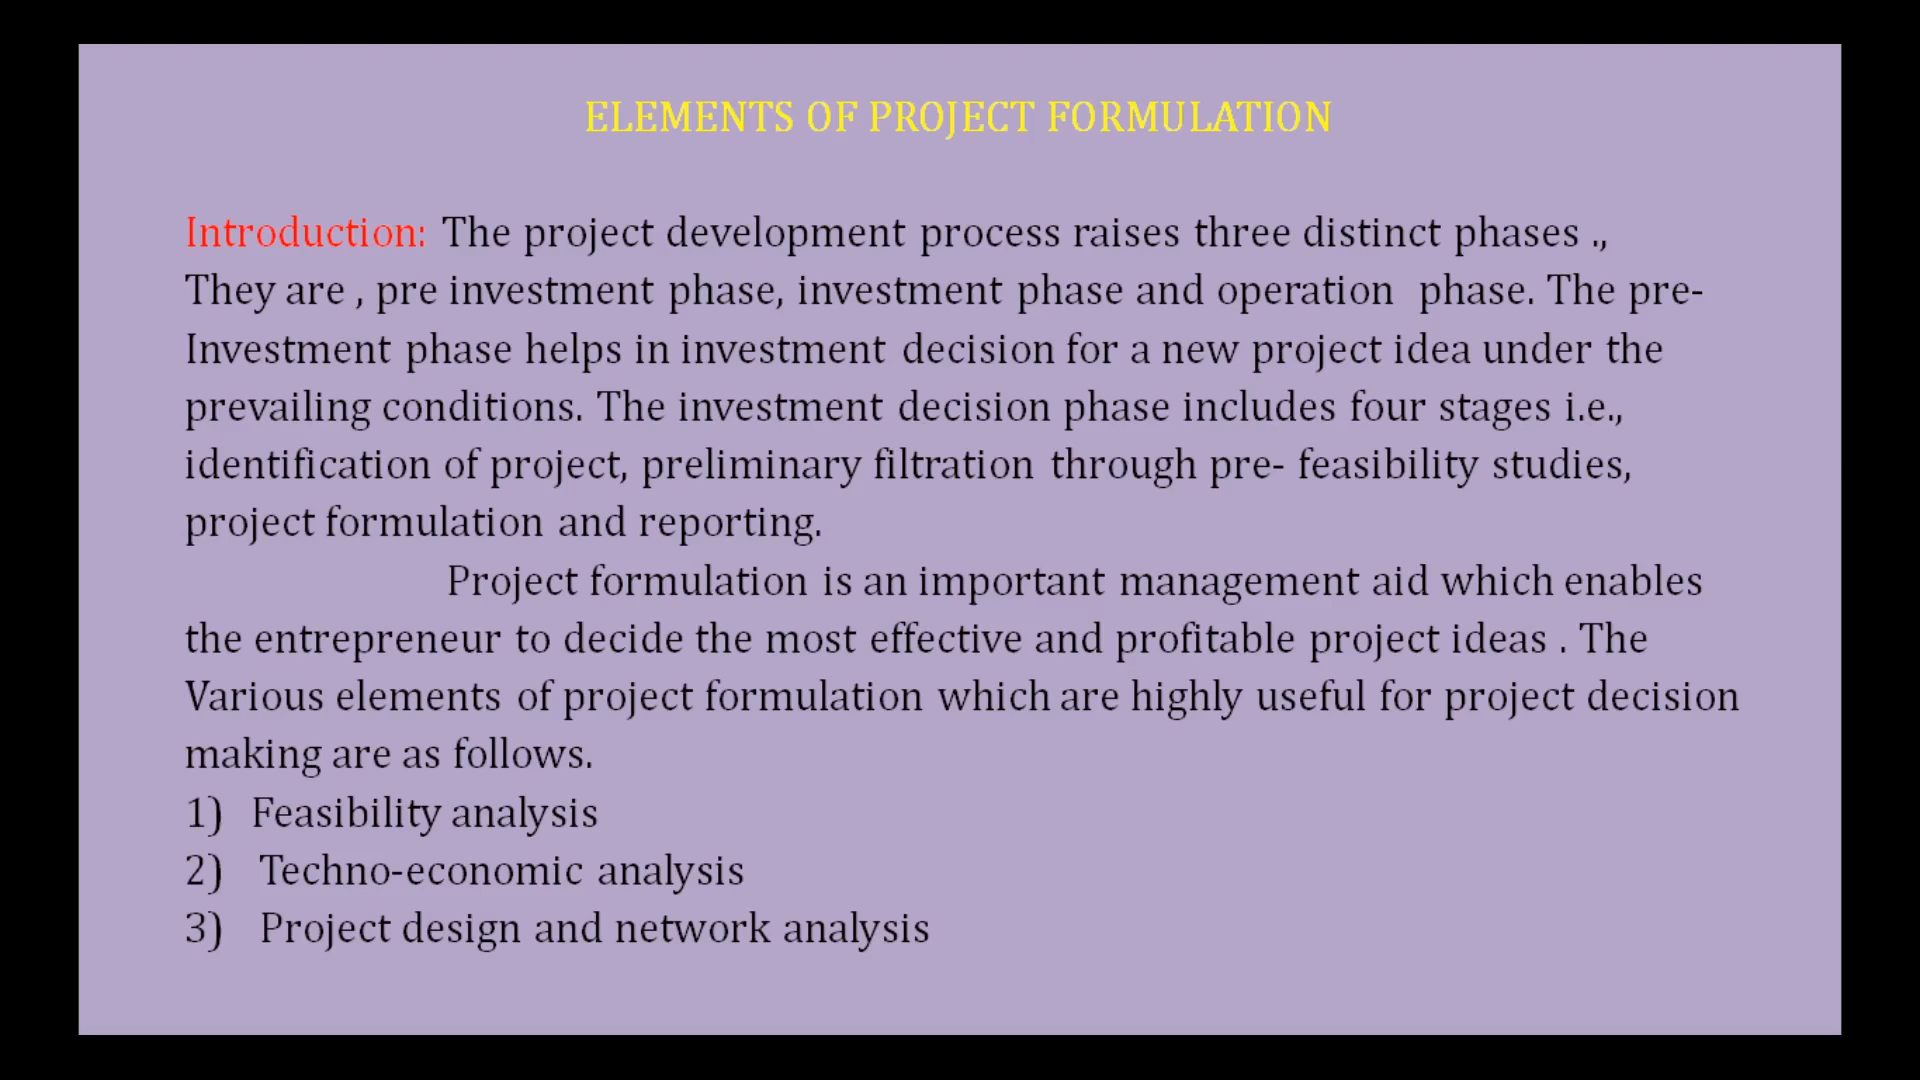 ELEMENTS OF PROJECT FORMULATION
Introduction: The project development process raises three distinct phases .,
They are , pre investment phase, investment phase and operation phase. The pre-
Investment phase helps in investment decision for a new project idea under the
prevailing conditions. The investment decision phase includes four stages i.e.,
identification of project, preliminary filtration through pre- feasibility studies,
project formulation and reporting.
Project formulation is an important management aid which enables
the entrepreneur to decide the most effective and profitable project ideas . The
Various elements of project formulation which are highly useful for project decision
making are as follows.
1) Feasibility analysis
2) Techno-economic analysis
3) Project design and network analysis